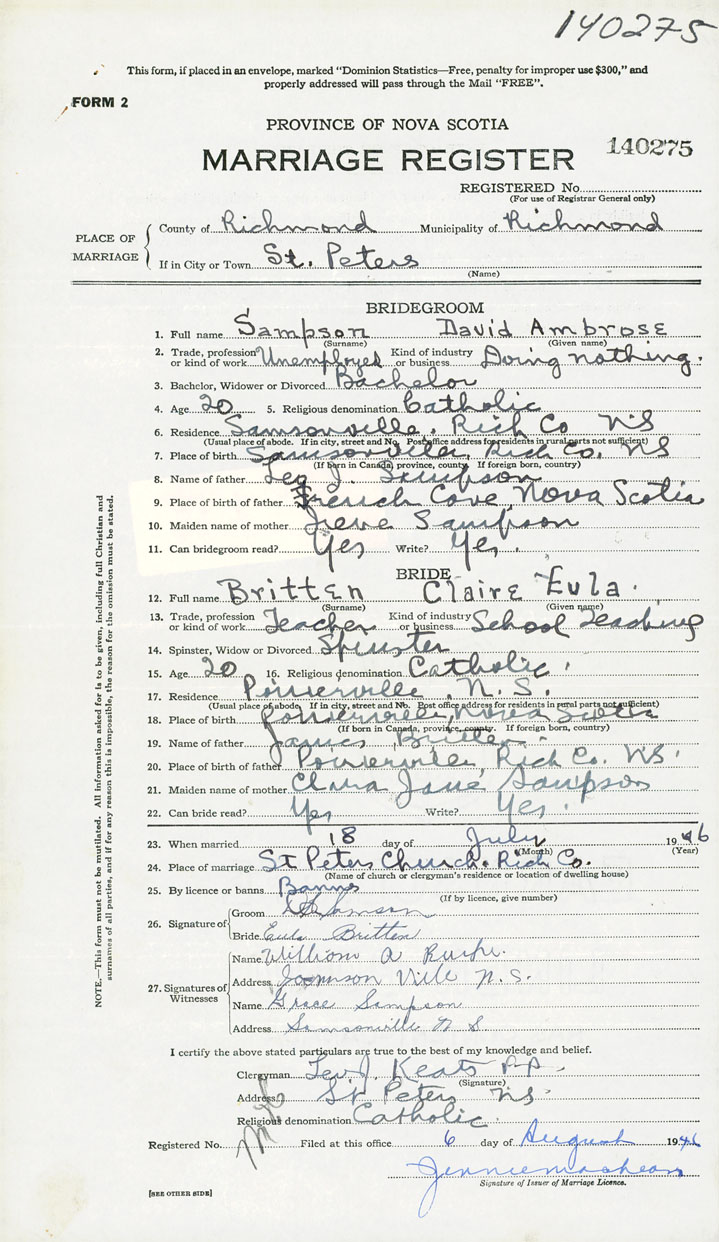 140275
This form, if placed in an envelope, marked "Dominion Statistics—Free, penalty for improper use $300," and
properly addressed will pass through the Mail "FREE".
FORM 2
PROVINCE OF NOVA SCOTIA
MARRIAGE REGISTER 140275
REGISTERED No.
(For use of Registrar General only)
PLACE OF MARRIAGE
County of Richmond Municipality of Richmond
If in City or Town St. Peters
(Name)
BRIDEGROOM
1. Full name Sampson David Ambrose
(Surname) (Given name)
2. Trade, profession or kind of work Unemployed Kind of industry or business Doing nothing.
3. Bachelor, Widower or Divorced Bachelor
4. Age 20 5. Religious denomination Catholic
6. Residence Samsonville. Rich Co NS
(Usual place of abode. If in city, street and No. Post office address for residents in rural parts not sufficient)
7. Place of birth Samsonville, Rich Co. NS
(If born in Canada, province, county. If foreign born, country)
8. Name of father Leo J. Sampson
9. Place of birth of father French Cove Nova Scotia
10. Maiden name of mother Sampson
11. Can bridegroom read? Yes Write? Yes.
BRIDE
12. Full name Britten Claire Eula.
(Surname) (Given name)
13. Trade, profession or kind of work Teacher Kind of industry or business School Teaching
14. Spinster, Widow or Divorced Spinster
15. Age 20 16. Religious denomination Catholic.
17. Residence Powerville, N.S.
(Usual place of abode. If in city, street and No. Post office address for residents in rural parts not sufficient)
18. Place of birth Powerville, Nova Scotia
(If born in Canada, province, county. If foreign born, country)
19. Name of father James Britten.
20. Place of birth of father Powerville, Rich Co. NS.
21. Maiden name of mother Clara Jane Sampson
22. Can bride read? Yes Write? Yes.
23. When married 18 day of July 1946
(Month) (Year)
24. Place of marriage St Peters Church. Rich Co.
(Name of church or clergyman's residence or location of dwelling house)
25. By licence or banns Banns
(If by licence, give number)
26. Signature of
Groom Samson
Bride Eula Britten
27. Signatures of Witnesses
Name William A
Address Ville N.S.
Name Grace Sampson
Address Samsonville N S
I certify the above stated particulars are true to the best of my knowledge and belief.
Clergyman J. Keats P.P.
(Signature)
Address St Peters NS.
Religious denomination Catholic.
Registered No. Filed at this office 6 day of August 1946
Signature of Issuer of Marriage Licence.
[SEE OTHER SIDE]
NOTE.—This form must not be mutilated. All information asked for is to be given, including full Christian and
surnames of all parties, and if for any reason this is impossible, the reason for the omission must be stated.